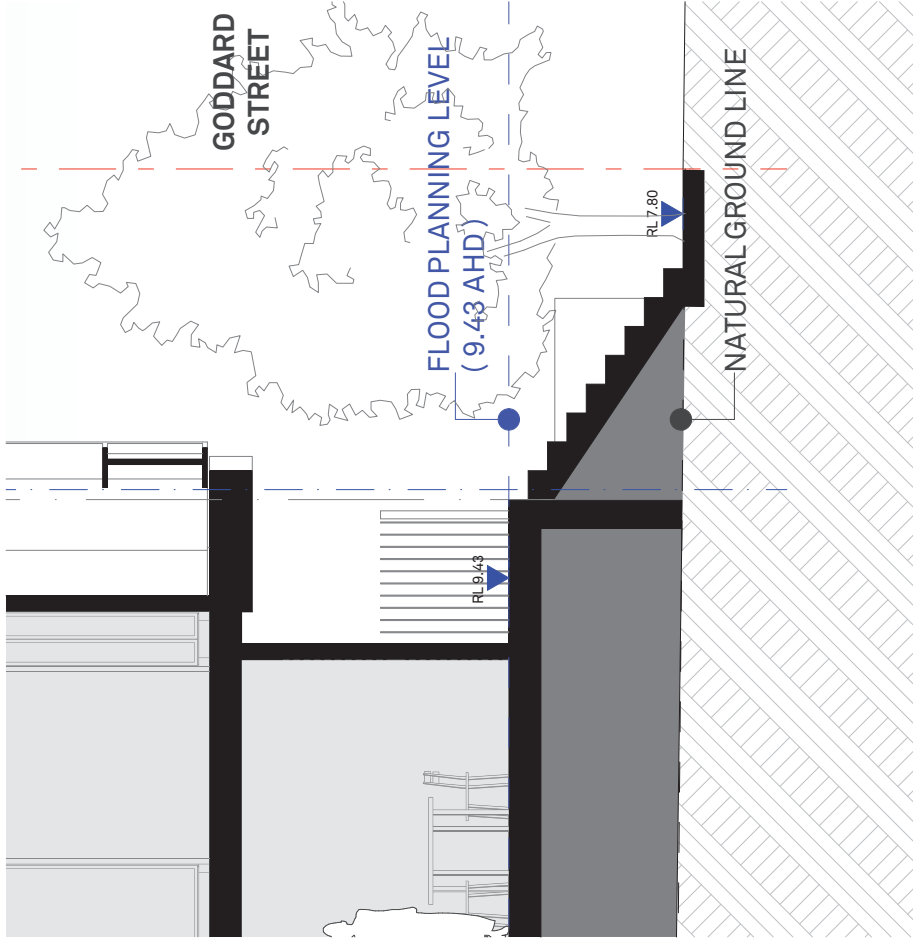 GODDARD
STREET
FLOOD PLANNING LEVEL
( 9.43 AHD )
RL 7.80
NATURAL GROUND LINE
RL 9.43